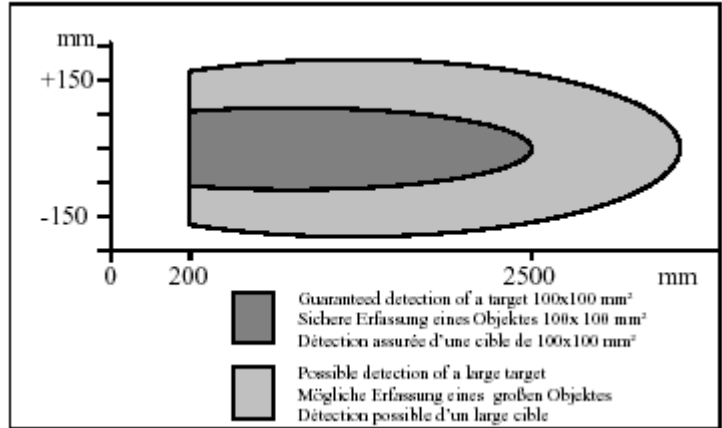 mm
+150
-150
0 200 2500 mm
Guaranteed detection of a target 100x100 mm²
Sichere Erfassung eines Objektes 100x 100 mm²
Détection assurée d'une cible de 100x100 mm²
Possible detection of a large target
Mögliche Erfassung eines großen Objektes
Détection possible d'un large cible